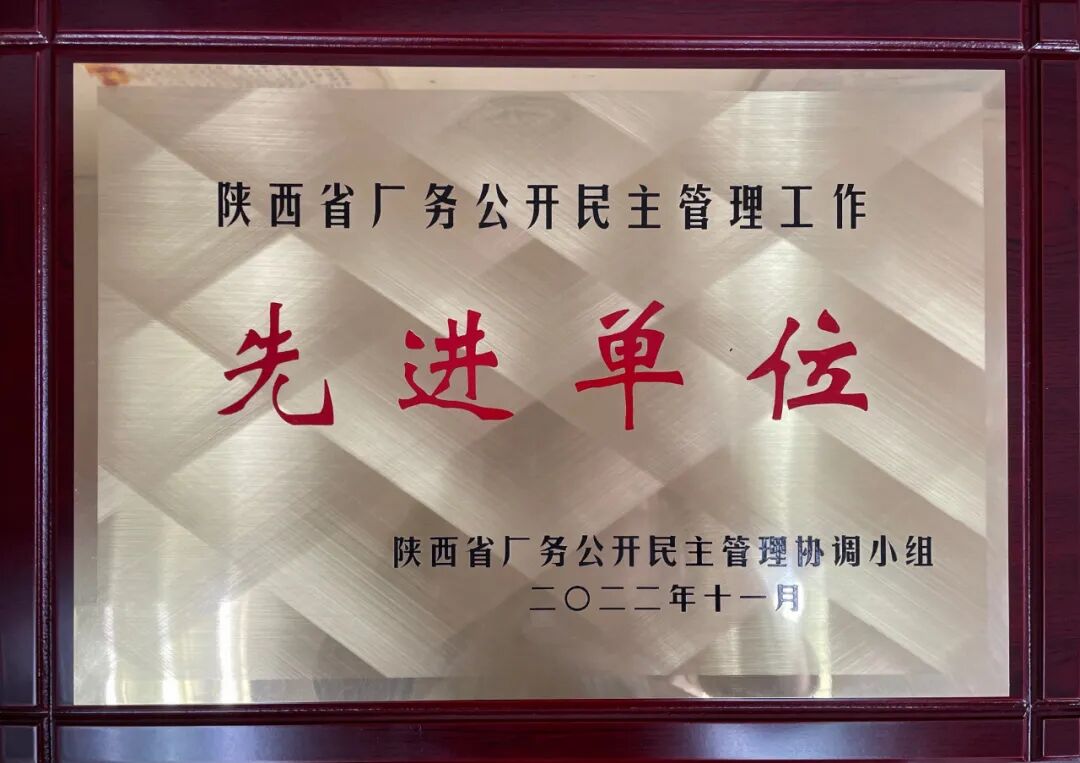 陕西省厂务公开民主管理工作
先进单位
陕西省厂务公开民主管理协调小组
二〇二二年十一月